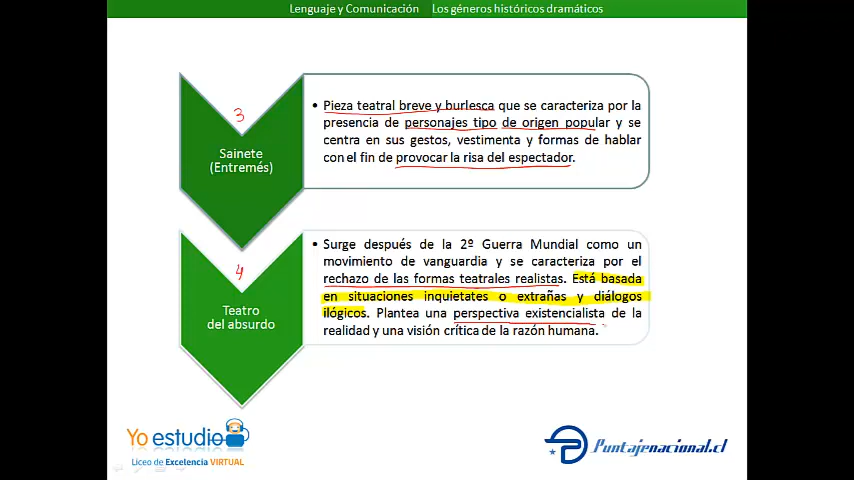 Lenguaje y Comunicación Los géneros históricos dramáticos
3
Sainete
(Entremés)
• Pieza teatral breve y burlesca que se caracteriza por la
presencia de personajes tipo de origen popular y se
centra en sus gestos, vestimenta y formas de hablar
con el fin de provocar la risa del espectador.
4
Teatro
del absurdo
• Surge después de la 2º Guerra Mundial como un
movimiento de vanguardia y se caracteriza por el
rechazo de las formas teatrales realistas. Está basada
en situaciones inquietates o extrañas y diálogos
ilógicos. Plantea una perspectiva existencialista de la
realidad y una visión crítica de la razón humana.
Yo estudio
Liceo de Excelencia VIRTUAL
Puntajenacional.cl